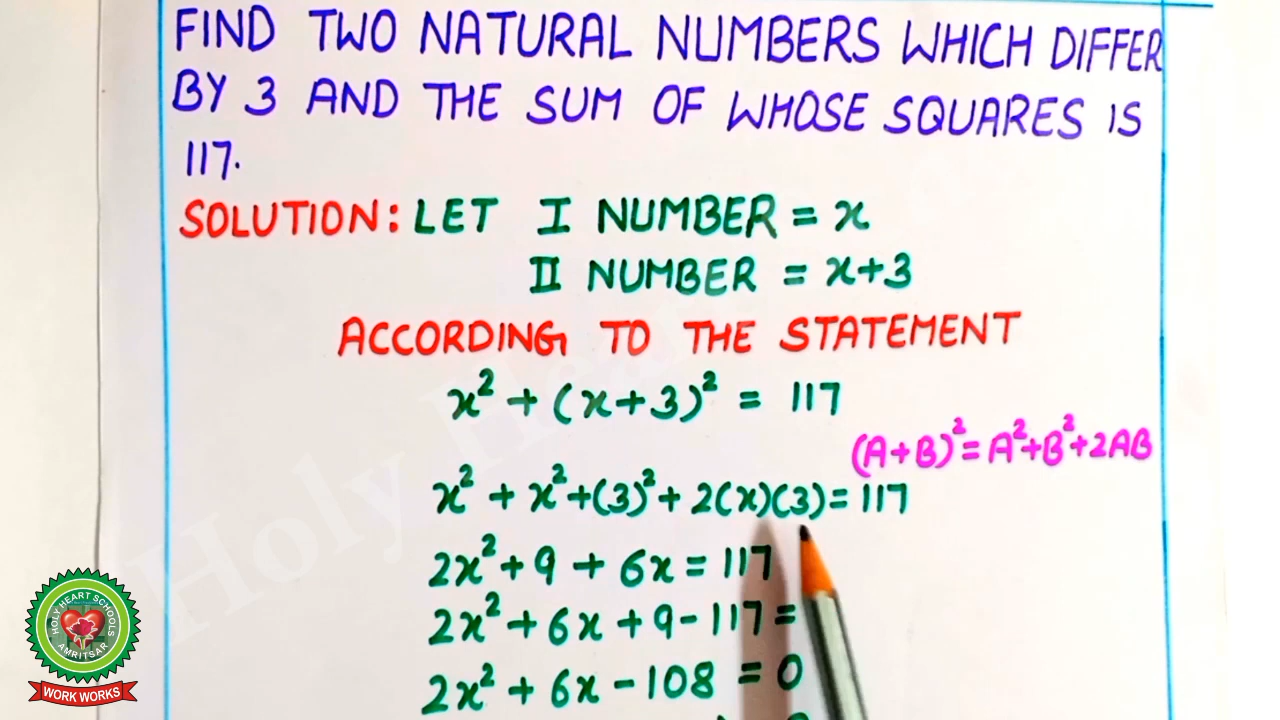 FIND TWO NATURAL NUMBERS WHICH DIFFER
BY 3 AND THE SUM OF WHOSE SQUARES IS
117.
SOLUTION: LET I NUMBER = x
II NUMBER = x+3
ACCORDING TO THE STATEMENT
x² + (x+3)² = 117
(A+B)² = A²+B²+2AB
x² + x² + (3)² + 2(x)(3) = 117
2x² + 9 + 6x = 117
2x² + 6x + 9 - 117 =
2x² + 6x - 108 = 0
Holy Heart
HOLY HEART SCHOOLS
AMRITSAR
WORK WORKS